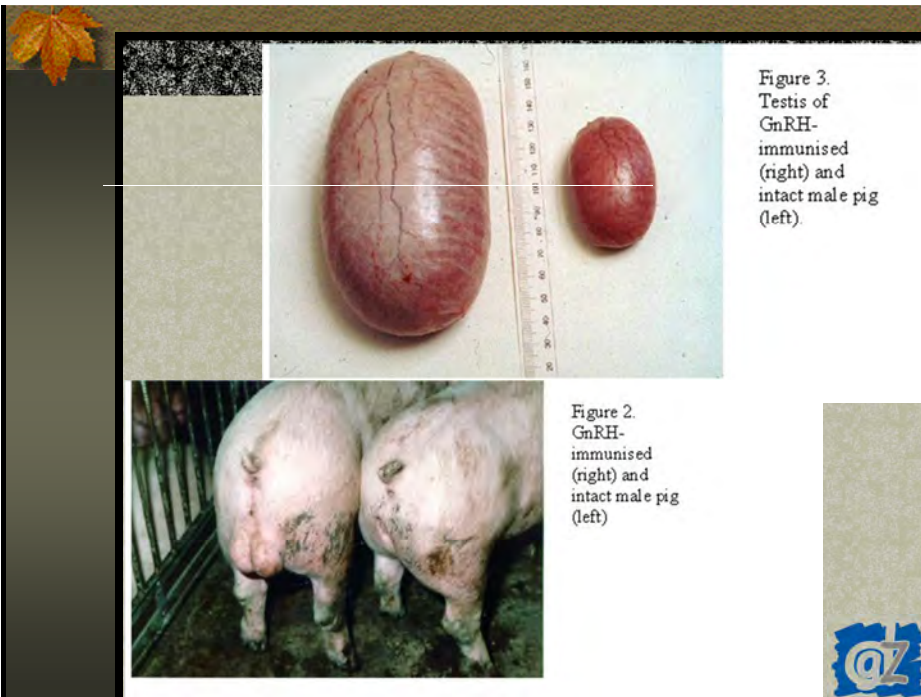 Figure 3.
Testis of
GnRH-
immunised
(right) and
intact male pig
(left).
Figure 2.
GnRH-
immunised
(right) and
intact male pig
(left)
@Z